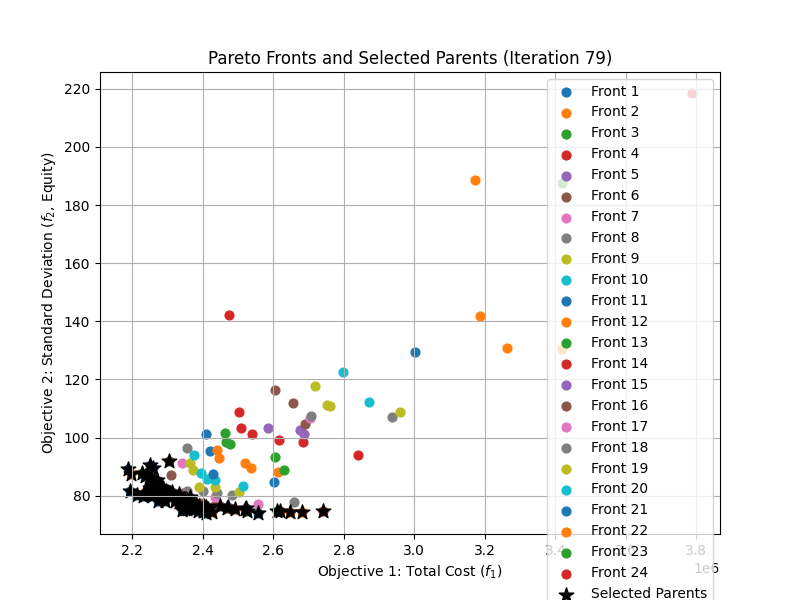 Pareto Fronts and Selected Parents (Iteration 79)
Objective 2: Standard Deviation (f₂, Equity)
220
200
180
160
140
120
100
80
2.2 2.4 2.6 2.8 3.0 3.2 3.4 3.6 3.8
1e6
Objective 1: Total Cost (f₁)
Front 1
Front 2
Front 3
Front 4
Front 5
Front 6
Front 7
Front 8
Front 9
Front 10
Front 11
Front 12
Front 13
Front 14
Front 15
Front 16
Front 17
Front 18
Front 19
Front 20
Front 21
Front 22
Front 23
Front 24
Selected Parents